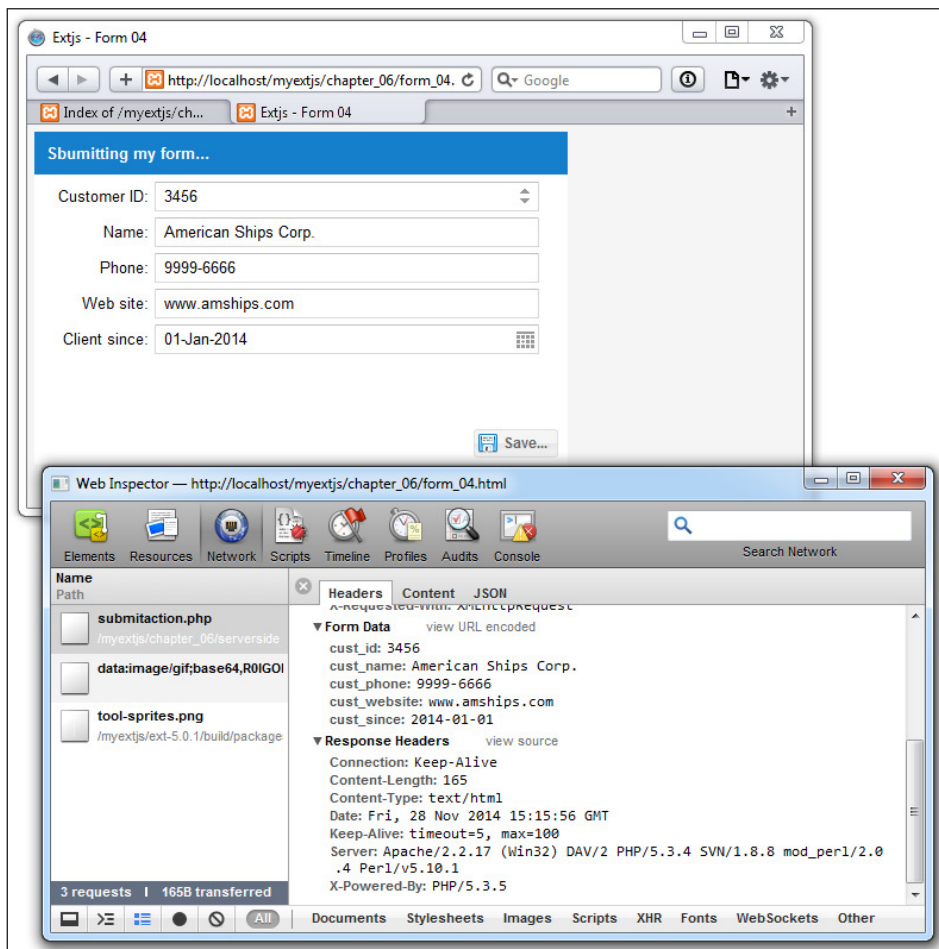 Extjs - Form 04
http://localhost/myextjs/chapter_06/form_04.
Google
Index of /myextjs/ch...
Extjs - Form 04
+
Sbumitting my form...
Customer ID: 3456
Name: American Ships Corp.
Phone: 9999-6666
Web site: www.amships.com
Client since: 01-Jan-2014
Save...
Web Inspector — http://localhost/myextjs/chapter_06/form_04.html
Elements Resources Network Scripts Timeline Profiles Audits Console
Search Network
Name
Path
Headers Content JSON
submitaction.php
/myextjs/chapter_06/serverside
data:image/gif;base64,R0lGOl
tool-sprites.png
/myextjs/ext-5.0.1/build/package
X-Requested-With: XMLHttpRequest
▼Form Data view URL encoded
cust_id: 3456
cust_name: American Ships Corp.
cust_phone: 9999-6666
cust_website: www.amships.com
cust_since: 2014-01-01
▼Response Headers view source
Connection: Keep-Alive
Content-Length: 165
Content-Type: text/html
Date: Fri, 28 Nov 2014 15:15:56 GMT
Keep-Alive: timeout=5, max=100
Server: Apache/2.2.17 (Win32) DAV/2 PHP/5.3.4 SVN/1.8.8 mod_perl/2.0
.4 Perl/v5.10.1
X-Powered-By: PHP/5.3.5
3 requests | 165B transferred
All Documents Stylesheets Images Scripts XHR Fonts WebSockets Other